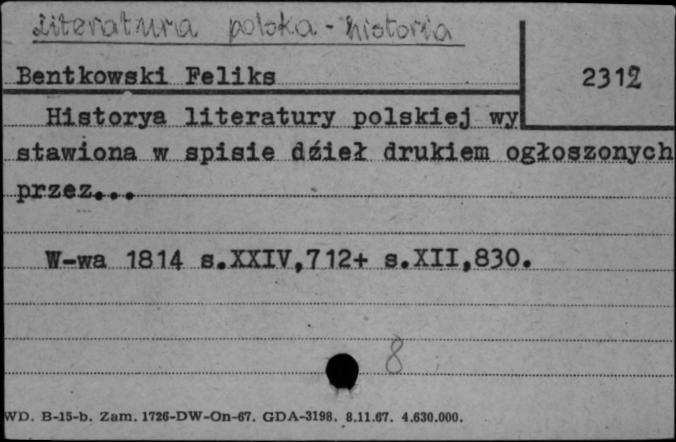 Literatura polska - historia
Bentkowski Feliks
2312
Historya literatury polskiej wy
stawiona w spisie dzieł drukiem ogłoszonych
przez...
W-wa 1814 s.XXIV,712+ s.XII,830.
8
WD. B-15-b. Zam. 1726-DW-On-67. GDA-3198. 8.11.67. 4.630.000.